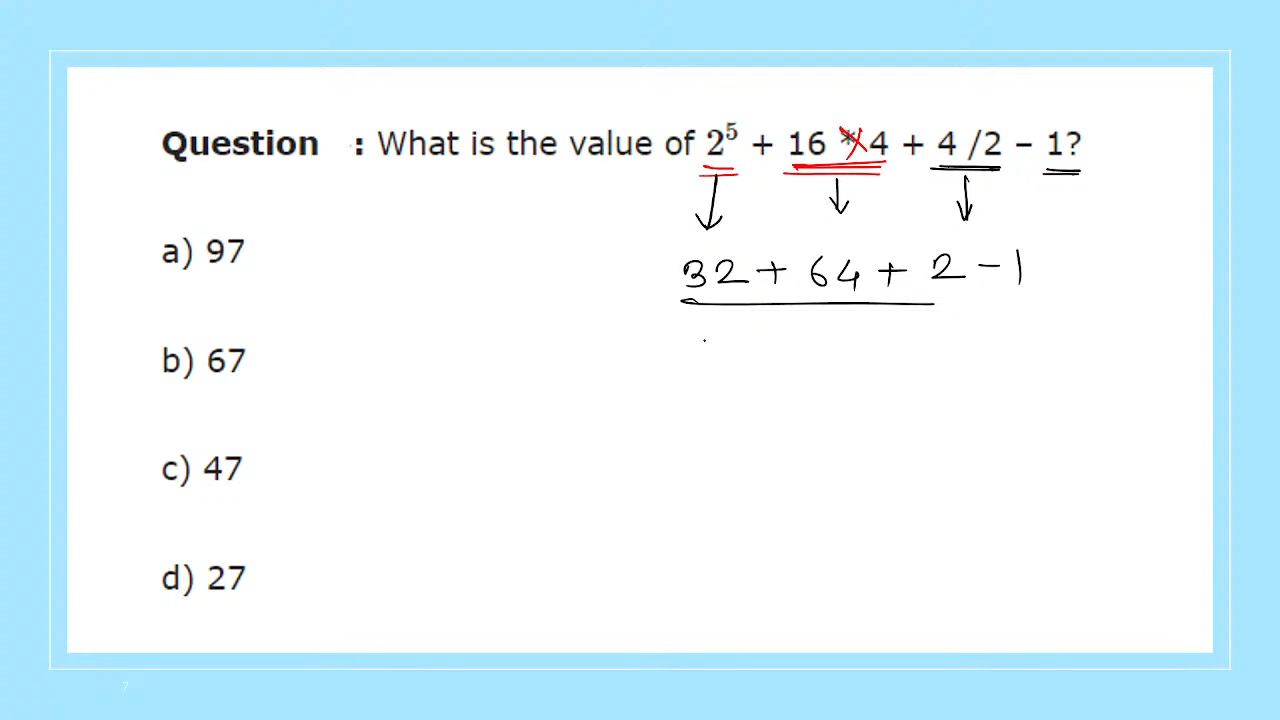 Question : What is the value of 2⁵ + 16 * 4 + 4 /2 – 1?
32 + 64 + 2 - 1
a) 97
b) 67
c) 47
d) 27
7